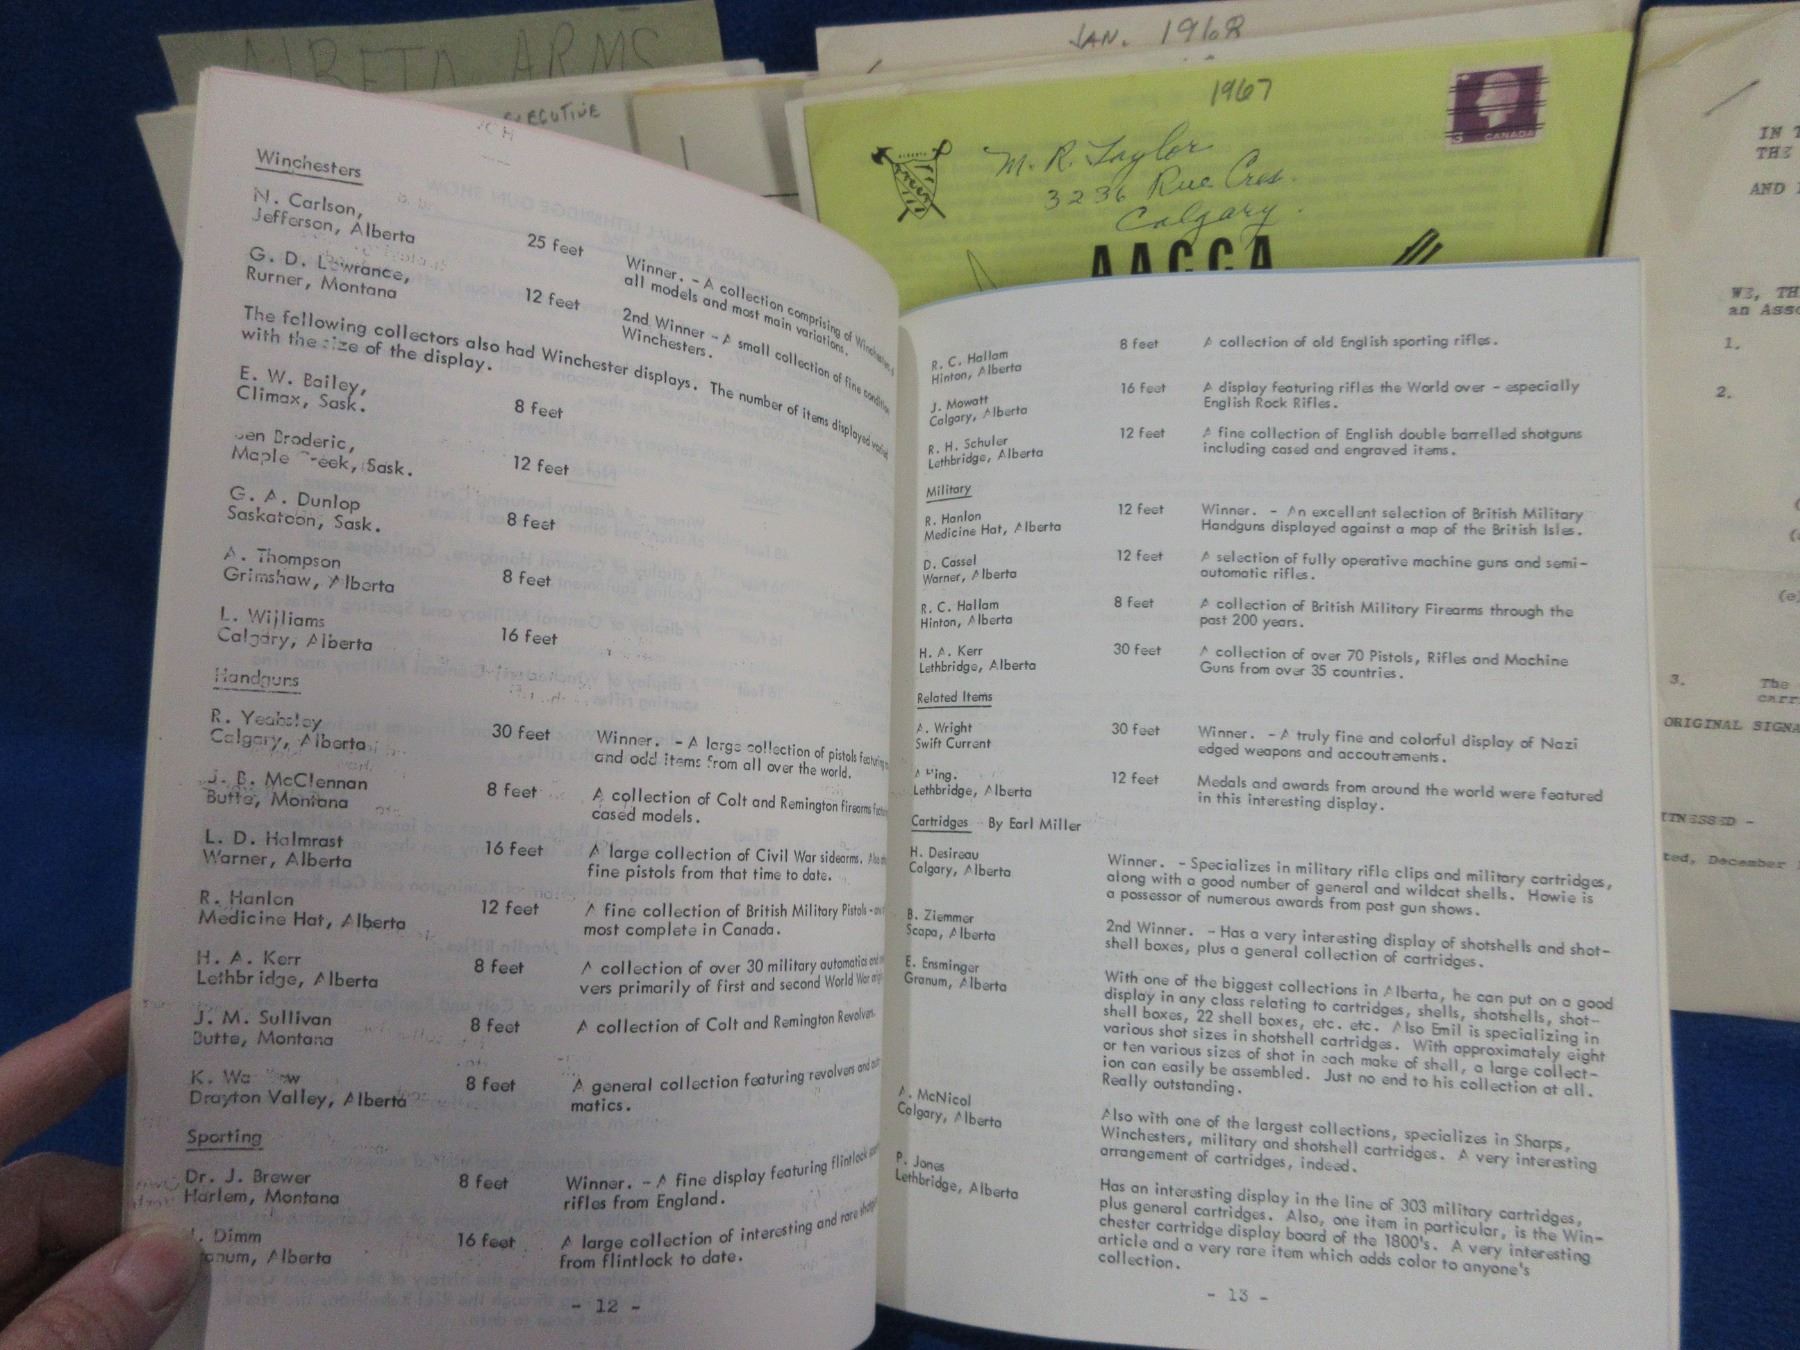 ALBERTA ARMS
EXECUTIVE
JAN. 1968
1967
CANADA
M. R. Taylor
3236 Rae Cres.
Calgary.
AACCA
Winchesters
N. Carlson,
Jefferson, Alberta
25 feet
Winner. - A collection comprising of Winchesters,
all models and most main variations.
G. D. Lowrance,
Rurner, Montana
12 feet
2nd Winner - A small collection of fine condition
Winchesters.
The following collectors also had Winchester displays. The number of items displayed varied
with the size of the display.
E. W. Bailey,
Climax, Sask.
8 feet
Ben Broderic,
Maple Creek, Sask.
12 feet
G. A. Dunlop
Saskatoon, Sask.
8 feet
A. Thompson
Grimshaw, Alberta
8 feet
L. Williams
Calgary, Alberta
16 feet
Handguns
R. Yeabsley
Calgary, Alberta
30 feet
Winner. - A large collection of pistols featuring
and odd items from all over the world.
J. B. McClennan
Butte, Montana
8 feet
A collection of Colt and Remington firearms
cased models.
L. D. Halmrast
Warner, Alberta
16 feet
A large collection of Civil War sidearms. Also
fine pistols from that time to date.
R. Hanlon
Medicine Hat, Alberta
12 feet
A fine collection of British Military Pistols -
most complete in Canada.
H. A. Kerr
Lethbridge, Alberta
8 feet
A collection of over 30 military automatics and
vers primarily of first and second World War
J. M. Sullivan
Butte, Montana
8 feet
A collection of Colt and Remington Revolvers.
K.
Drayton Valley, Alberta
8 feet
A general collection featuring revolvers and
matics.
Sporting
Dr. J. Brewer
Harlem, Montana
8 feet
Winner. - A fine display featuring flintlock
rifles from England.
Dimm
Granum, Alberta
16 feet
A large collection of interesting and rare
from flintlock to date.
- 12 -
R. C. Hallam
Hinton, Alberta
8 feet
A collection of old English sporting rifles.
J. Mowatt
Calgary, Alberta
16 feet
A display featuring rifles the World over - especially
English Rock Rifles.
R. H. Schuler
Lethbridge, Alberta
12 feet
A fine collection of English double barrelled shotguns
including cased and engraved items.
Military
R. Hanlon
Medicine Hat, Alberta
12 feet
Winner. - An excellent selection of British Military
Handguns displayed against a map of the British Isles.
D. Cassel
Warner, Alberta
12 feet
A selection of fully operative machine guns and semi-
automatic rifles.
R. C. Hallam
Hinton, Alberta
8 feet
A collection of British Military Firearms through the
past 200 years.
H. A. Kerr
Lethbridge, Alberta
30 feet
A collection of over 70 Pistols, Rifles and Machine
Guns from over 35 countries.
Related Items
A. Wright
Swift Current
30 feet
Winner. - A truly fine and colorful display of Nazi
edged weapons and accoutrements.
Lethbridge, Alberta
12 feet
Medals and awards from around the world were featured
in this interesting display.
Cartridges - By Earl Miller
H. Desireau
Calgary, Alberta
Winner. - Specializes in military rifle clips and military cartridges,
along with a good number of general and wildcat shells. Howie is
a possessor of numerous awards from past gun shows.
B. Ziemmer
Scapa, Alberta
2nd Winner. - Has a very interesting display of shotshells and shot-
shell boxes, plus a general collection of cartridges.
E. Ensminger
Granum, Alberta
With one of the biggest collections in Alberta, he can put on a good
display in any class relating to cartridges, shells, shotshells, shot-
shell boxes, 22 shell boxes, etc. etc. Also Emil is specializing in
various shot sizes in shotshell cartridges. With approximately eight
or ten various sizes of shot in each make of shell, a large collect-
ion can easily be assembled. Just no end to his collection at all.
Really outstanding.
A. McNicol
Calgary, Alberta
Also with one of the largest collections, specializes in Sharps,
Winchesters, military and shotshell cartridges. A very interesting
arrangement of cartridges, indeed.
P. Jones
Lethbridge, Alberta
Has an interesting display in the line of 303 military cartridges,
plus general cartridges. Also, one item in particular, is the Win-
chester cartridge display board of the 1800's. A very interesting
article and a very rare item which adds color to anyone's
collection.
- 13 -
IN T
THE
AND
WE, TH
an Asso
1.
2.
(e)
3. The
carr
ORIGINAL SIGNA
ITNESSED -
ted, December